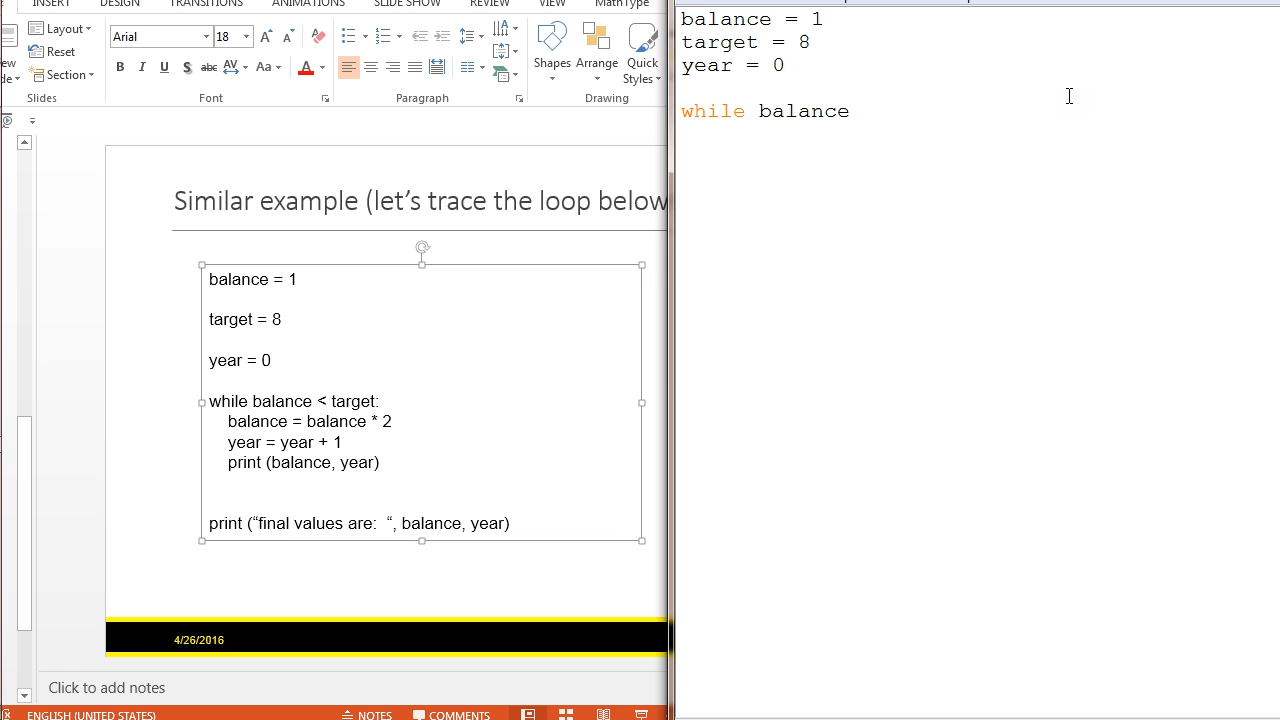 INSERT DESIGN TRANSITIONS ANIMATIONS SLIDE SHOW REVIEW VIEW MathType
Layout
Reset
Section
Slides
Arial 18
B I U S abc AV Aa A
Font
Paragraph
Shapes Arrange Quick Styles
Drawing
Similar example (let’s trace the loop below
balance = 1
target = 8
year = 0
while balance < target:
balance = balance * 2
year = year + 1
print (balance, year)
print (“final values are:  “, balance, year)
4/26/2016
Click to add notes
ENGLISH (UNITED STATES) NOTES COMMENTS
balance = 1
target = 8
year = 0
while balance